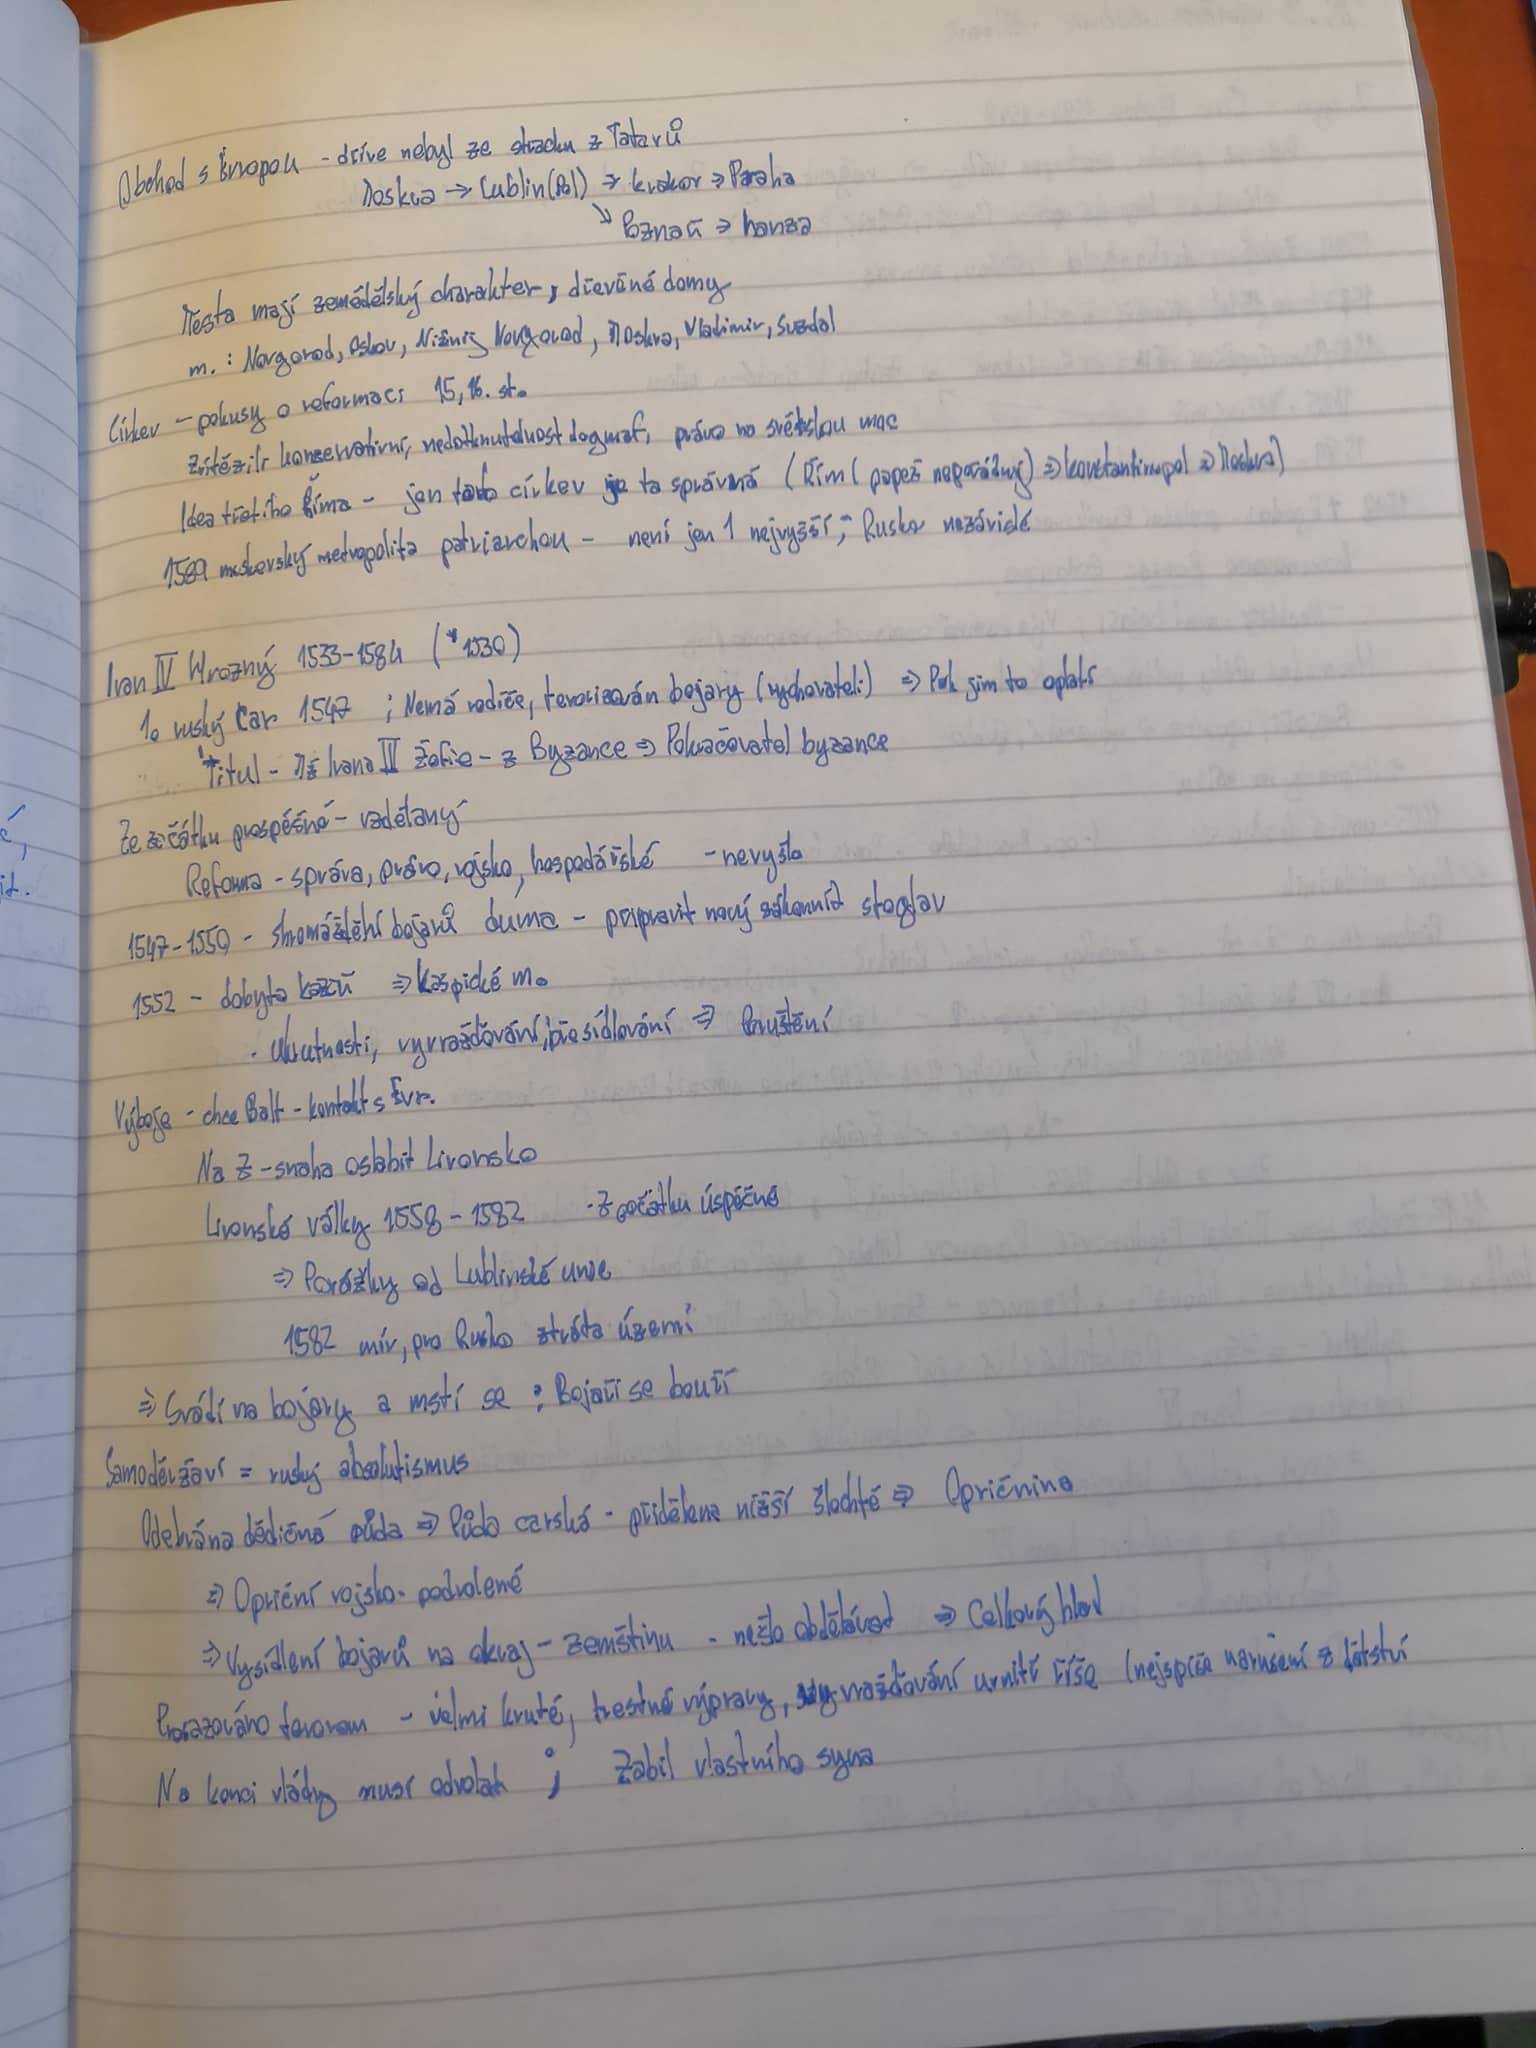 Obchod s Evropou - dříve nebyl ze strachu z Tatarů
Moskva → Lublin (Pol) ⇒ Krakov ⇒ Praha
↘ Poznaň ⇒ hanza
Města mají zemědělský charakter, dřevěné domy
m.: Novgorod, Pskov, Nižnij Novgorod, Moskva, Vladimir, Suzdal
Církev - pokusy o reformaci 15, 16. st.
Zvítězili konzervativní, nedotknutelnost dogmat, právo na světskou moc
Idea třetího Říma - jen tato církev je ta správná (Řím (papež nepořádný) ⇒ Konstantinopol ⇒ Moskva)
1589 moskevský metropolita patriarchou - není jen 1 nejvyšší; Rusko nezávislé
Ivan IV Hrozný 1533-1584 (*1530)
1. ruský Car 1547 ; Nemá rodiče, terorizován bojary (vychovateli) ⇒ Pak jim to oplatí
Titul - Mž Ivana III Žofie - z Byzance ⇒ Pokračovatel byzance
Ze začátku prospěšné - vzdělaný
Reforma - správa, právo, vojsko, hospodářské - nevyšlo
1547-1550 - shromáždění bojarů duma - připravit nový zákonník stoglav
1552 - dobyta Kazaň ⇒ Kaspické m.
· Ukrutnosti, vyvražďování, přesídlování ⇒ Poruštění
Výboje - chce Balt - kontakt s Evr.
Na Z - snaha oslabit Livonsko
Livonské války 1558-1582 · Z počátku úspěšné
⇒ Porážky od Lublinské unie
1582 mír, pro Rusko ztráta území
⇒ Svádí na bojary a mstí se ; Bojaři se bouří
Samoděržaví = ruský absolutismus
Odebrána dědičná půda ⇒ Půda carská - přidělena nižší šlechtě ⇒ Opričnina
⇒ Opriční vojsko - podvolené
⇒ Vysídlení bojarů na okraj - zemština - nešlo obdělávat ⇒ Celkový hlad
Prosazováno terorem - velmi kruté, trestné výpravy, vyvražďování uvnitř říše (nejspíše narušení z dětství
Na konci vlády musí odvolat ; Zabil vlastního syna